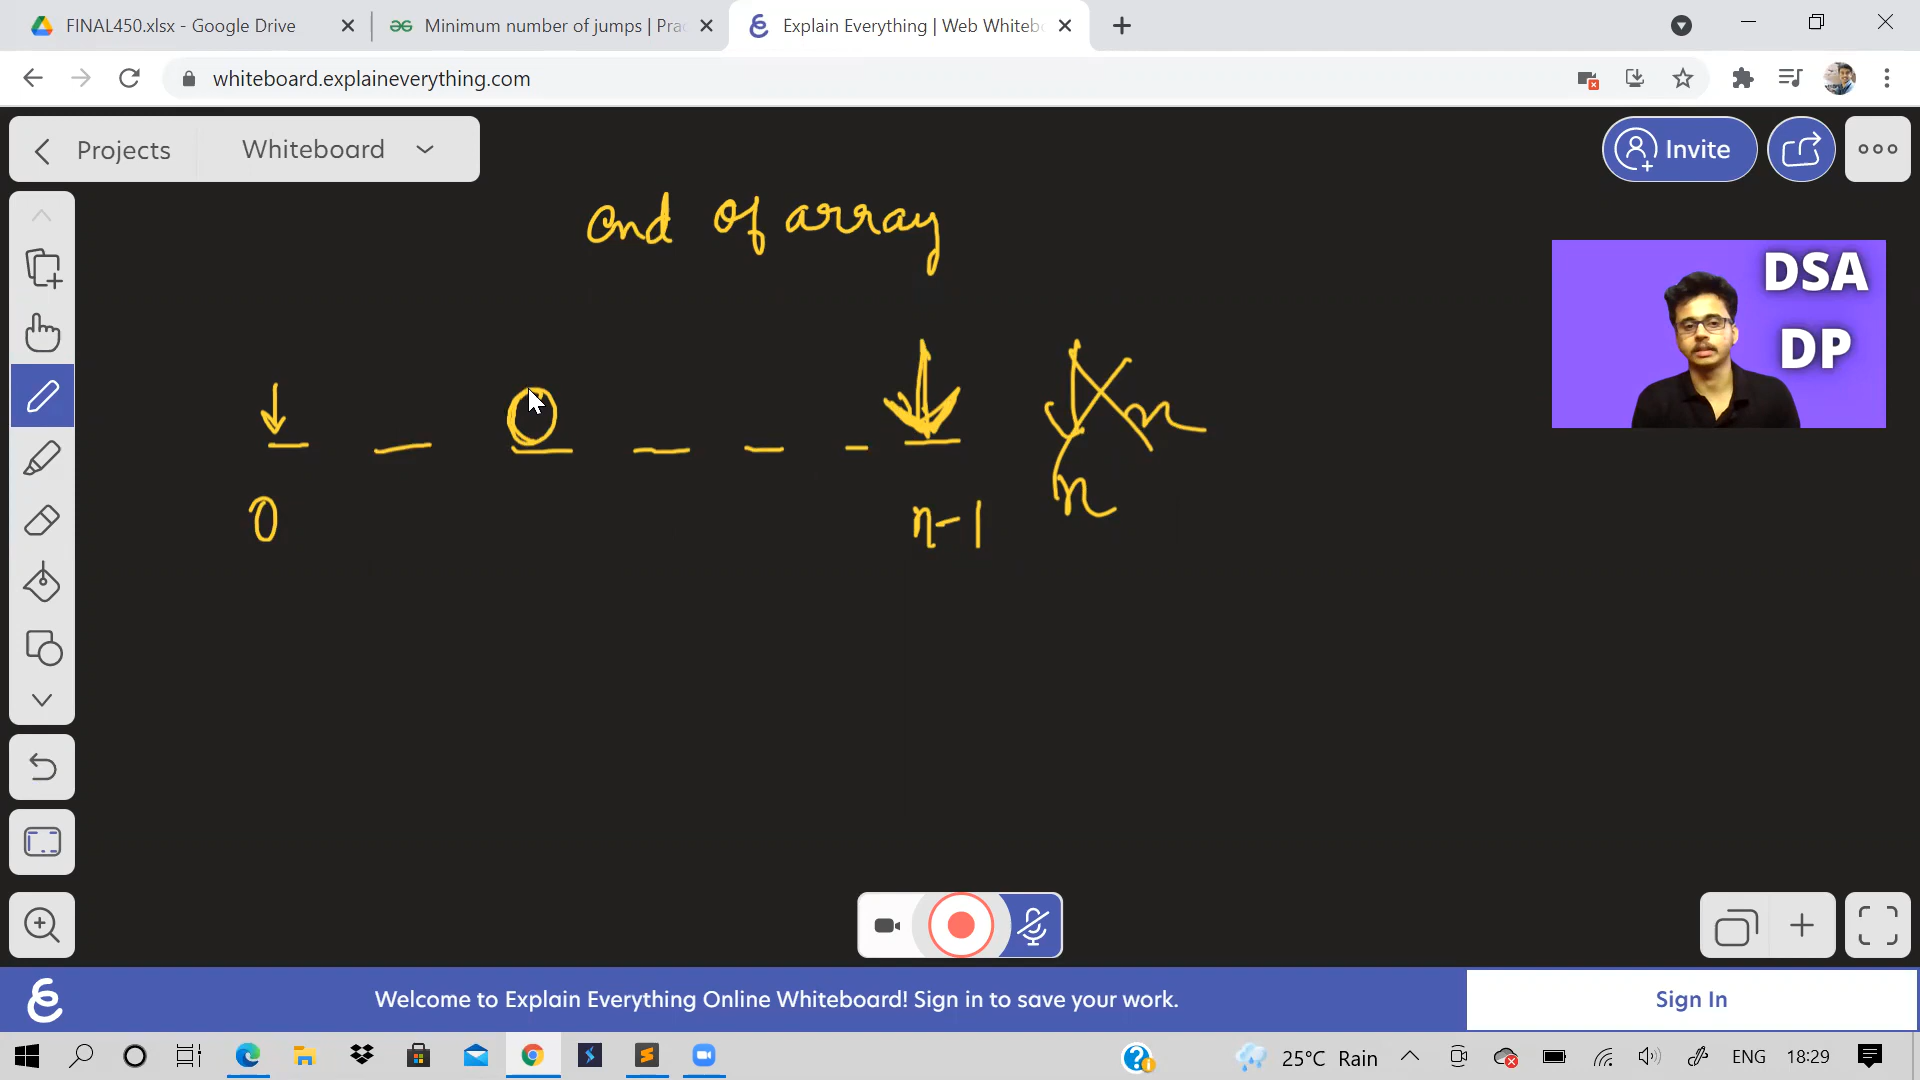 FINAL450.xlsx - Google Drive
Minimum number of jumps | Prac
Explain Everything | Web Whiteb
whiteboard.explaineverything.com
Projects
Whiteboard
Invite
end of array
DSA
DP
0
n
0
n-1
n
Welcome to Explain Everything Online Whiteboard! Sign in to save your work.
Sign In
25°C Rain
ENG
18:29